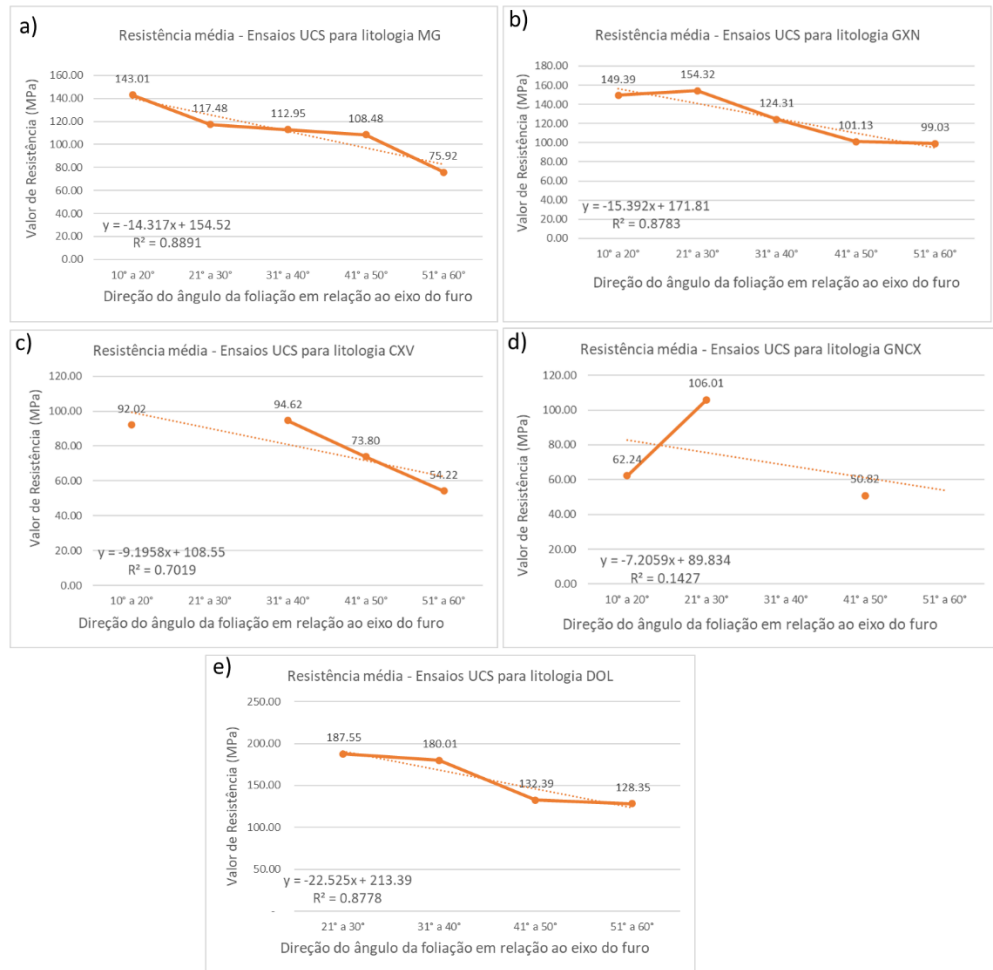 a)
Resistência média - Ensaios UCS para litologia MG
Valor de Resistência (MPa)
160.00
140.00
120.00
100.00
80.00
60.00
40.00
20.00
0.00
143.01
117.48
112.95
108.48
75.92
y = -14.317x + 154.52
R² = 0.8891
10° a 20°
21° a 30°
31° a 40°
41° a 50°
51° a 60°
Direção do ângulo da foliação em relação ao eixo do furo
b)
Resistência média - Ensaios UCS para litologia GXN
Valor de Resistência (MPa)
180.00
160.00
140.00
120.00
100.00
80.00
60.00
40.00
20.00
0.00
149.39
154.32
124.31
101.13
99.03
y = -15.392x + 171.81
R² = 0.8783
10° a 20°
21° a 30°
31° a 40°
41° a 50°
51° a 60°
Direção do ângulo da foliação em relação ao eixo do furo
c)
Resistência média - Ensaios UCS para litologia CXV
Valor de Resistência (MPa)
120.00
100.00
80.00
60.00
40.00
20.00
0.00
92.02
94.62
73.80
54.22
y = -9.1958x + 108.55
R² = 0.7019
10° a 20°
21° a 30°
31° a 40°
41° a 50°
51° a 60°
Direção do ângulo da foliação em relação ao eixo do furo
d)
Resistência média - Ensaios UCS para litologia GNCX
Valor de Resistência (MPa)
120.00
100.00
80.00
60.00
40.00
20.00
0.00
62.24
106.01
50.82
y = -7.2059x + 89.834
R² = 0.1427
10° a 20°
21° a 30°
31° a 40°
41° a 50°
51° a 60°
Direção do ângulo da foliação em relação ao eixo do furo
e)
Resistência média - Ensaios UCS para litologia DOL
Valor de Resistência (MPa)
250.00
200.00
150.00
100.00
50.00
-
187.55
180.01
132.39
128.35
y = -22.525x + 213.39
R² = 0.8778
21° a 30°
31° a 40°
41° a 50°
51° a 60°
Direção do ângulo da foliação em relação ao eixo do furo